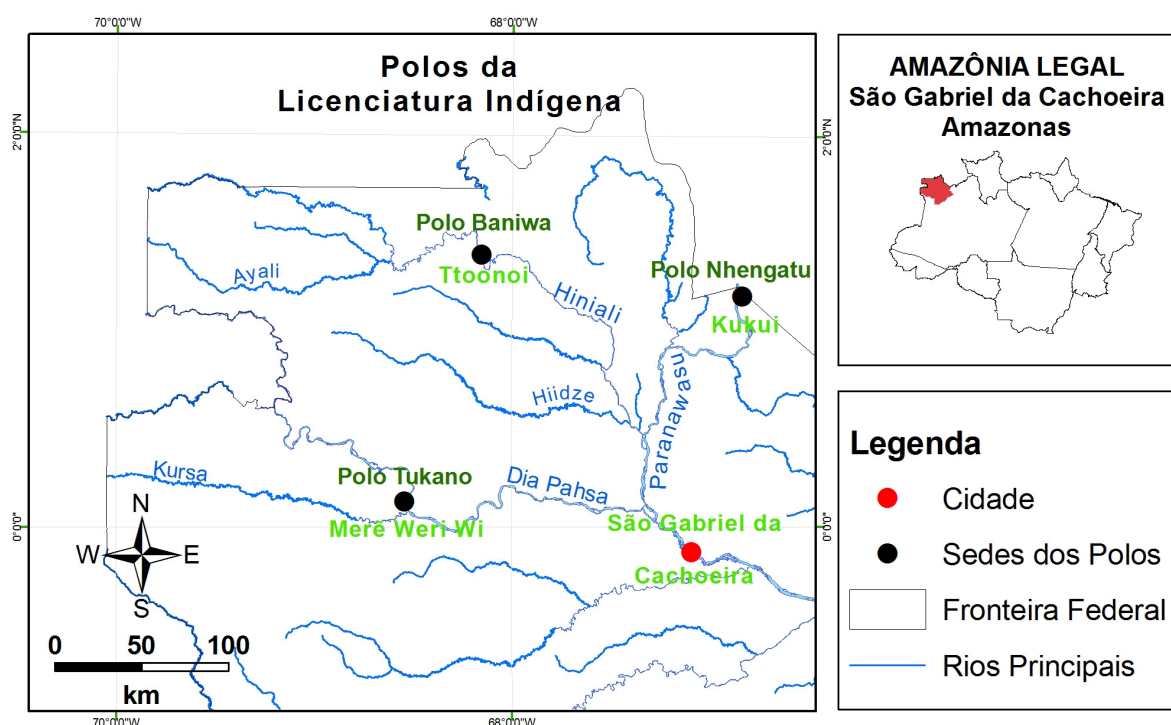 70°0'0"W
68°0'0"W
Polos da
Licenciatura Indígena
2°0'0"N
2°0'0"N
Polo Baniwa
Ttoonoi
Ayali
Hiniali
Polo Nhengatu
Kukui
Hiidze
Paranawasu
Kursa
Polo Tukano
Mere Weri Wi
Dia Pahsa
São Gabriel da
Cachoeira
0°0'0"
0°0'0"
N
W
E
S
0 50 100
km
70°0'0"W
68°0'0"W
AMAZÔNIA LEGAL
São Gabriel da Cachoeira
Amazonas
Legenda
Cidade
Sedes dos Polos
Fronteira Federal
Rios Principais